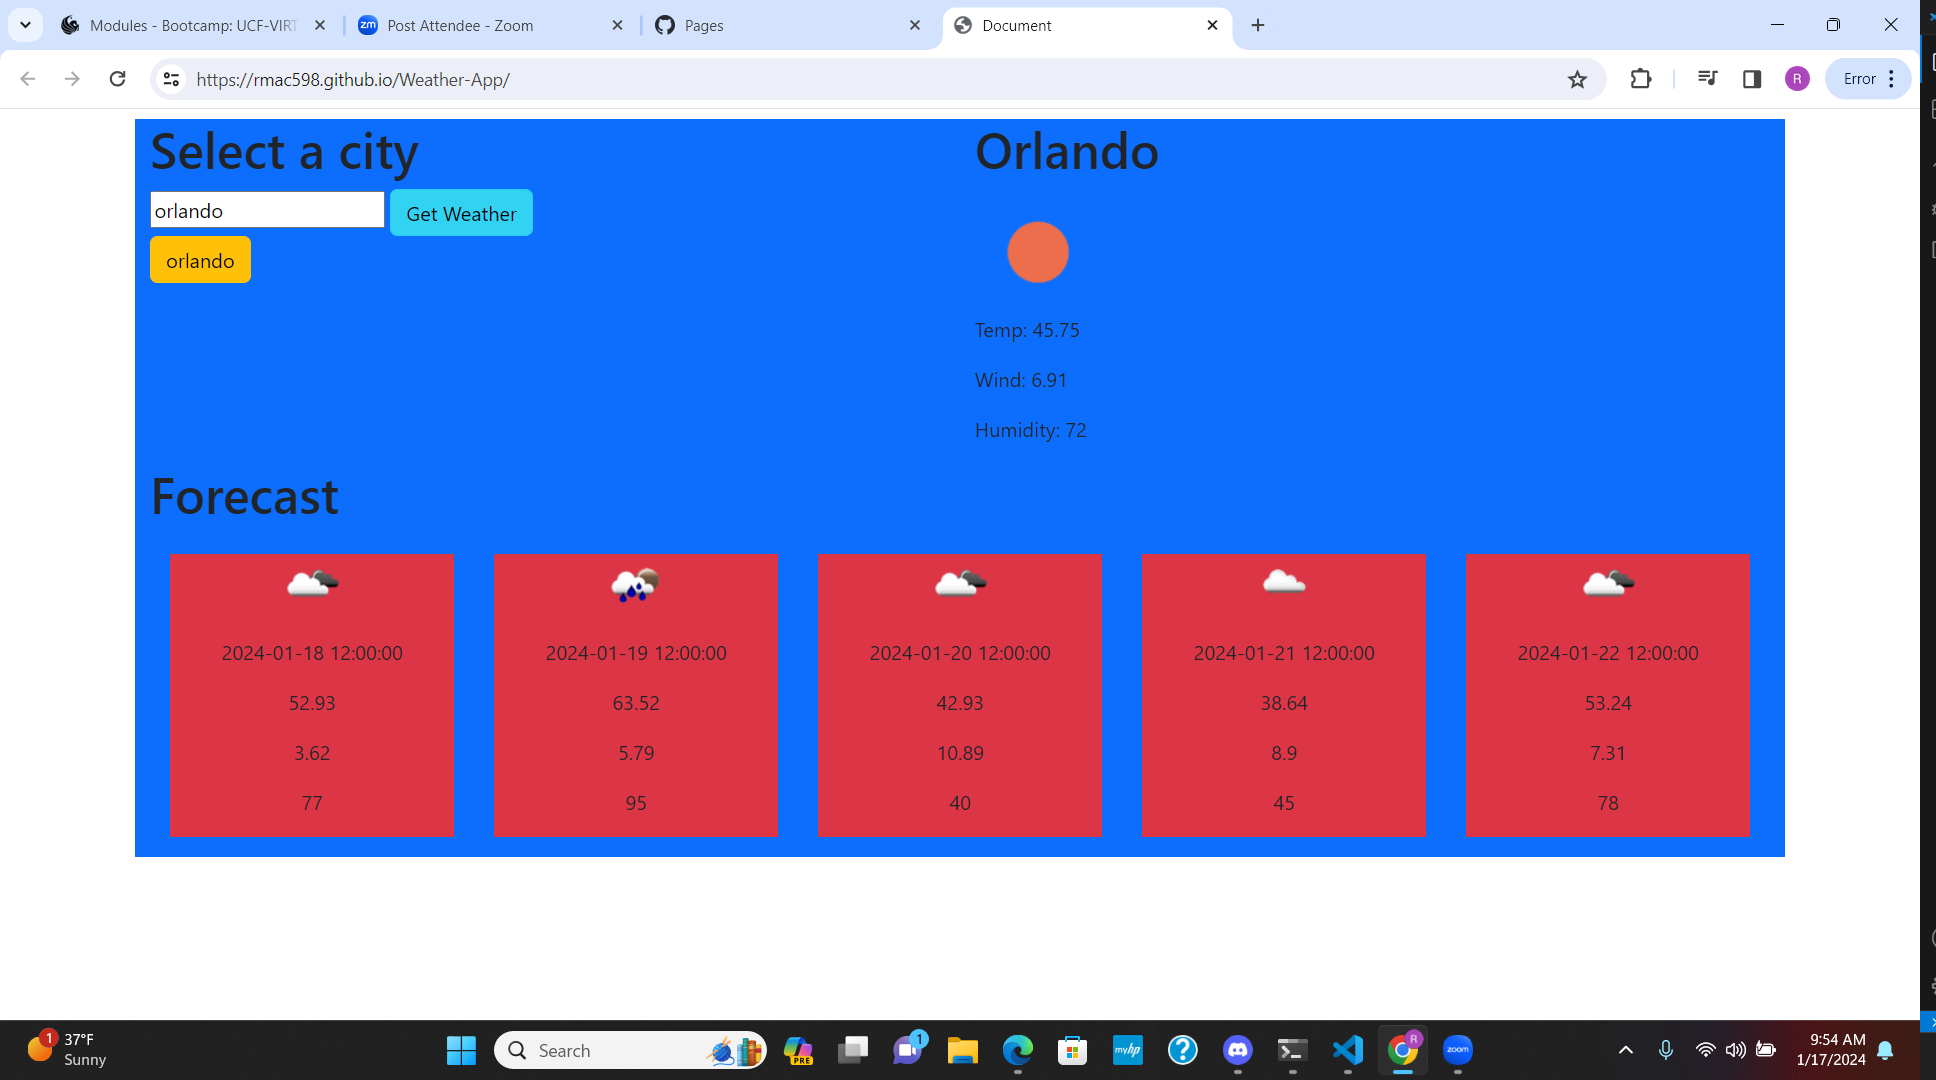 Modules - Bootcamp: UCF-VIRT
Post Attendee - Zoom
Pages
Document
https://rmac598.github.io/Weather-App/
R
Error
Select a city
orlando
Get Weather
orlando
Orlando
Temp: 45.75
Wind: 6.91
Humidity: 72
Forecast
2024-01-18 12:00:00
52.93
3.62
77
2024-01-19 12:00:00
63.52
5.79
95
2024-01-20 12:00:00
42.93
10.89
40
2024-01-21 12:00:00
38.64
8.9
45
2024-01-22 12:00:00
53.24
7.31
78
1
37°F
Sunny
Search
PRE
1
myhp
R
zoom
9:54 AM
1/17/2024